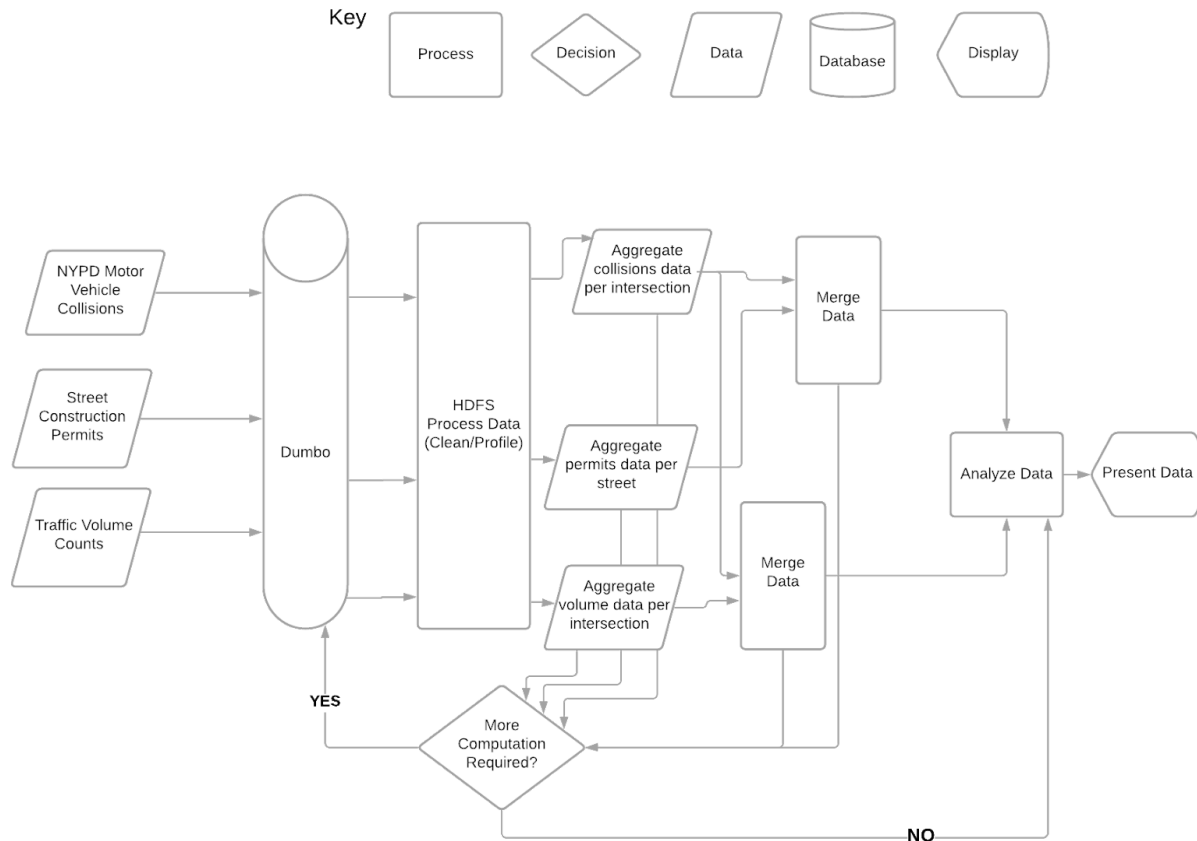 Key
Process
Decision
Data
Database
Display
NYPD Motor
Vehicle
Collisions
Street
Construction
Permits
Traffic Volume
Counts
Dumbo
HDFS
Process Data
(Clean/Profile)
Aggregate
collisions data
per intersection
Aggregate
permits data per
street
Aggregate
volume data per
intersection
Merge
Data
Merge
Data
Analyze Data
Present Data
YES
More
Computation
Required?
NO